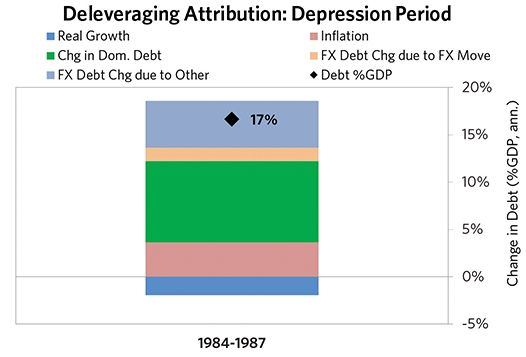 Deleveraging Attribution: Depression Period
Real Growth
Inflation
Chg in Dom. Debt
FX Debt Chg due to FX Move
FX Debt Chg due to Other
Debt %GDP
20%
15%
10%
5%
0%
-5%
17%
Change in Debt (%GDP, ann.)
1984-1987